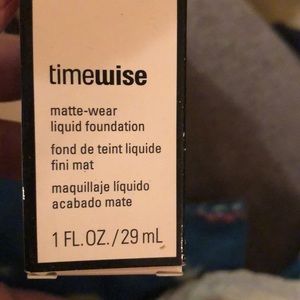 timewise
matte-wear
liquid foundation
fond de teint liquide
fini mat
maquillaje líquido
acabado mate
1 FL.OZ./29 mL